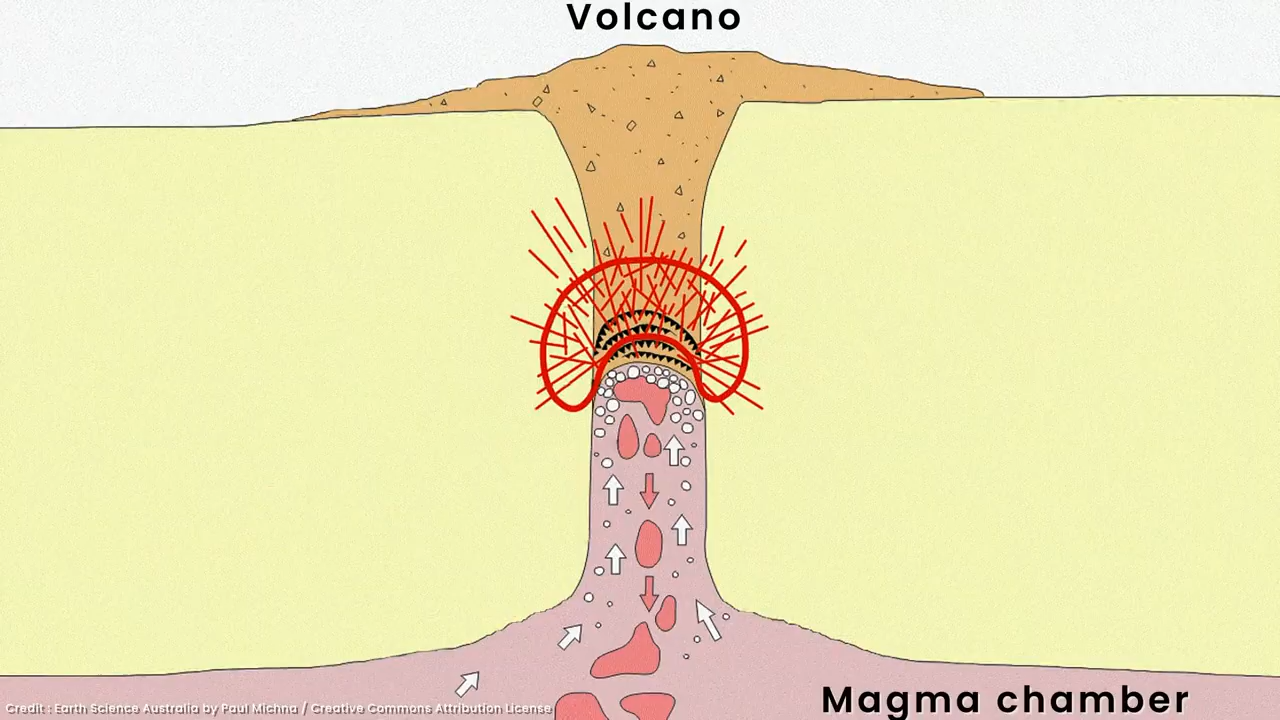 Volcano
Magma chamber
Credit : Earth Science Australia by Paul Michna / Creative Commons Attribution License